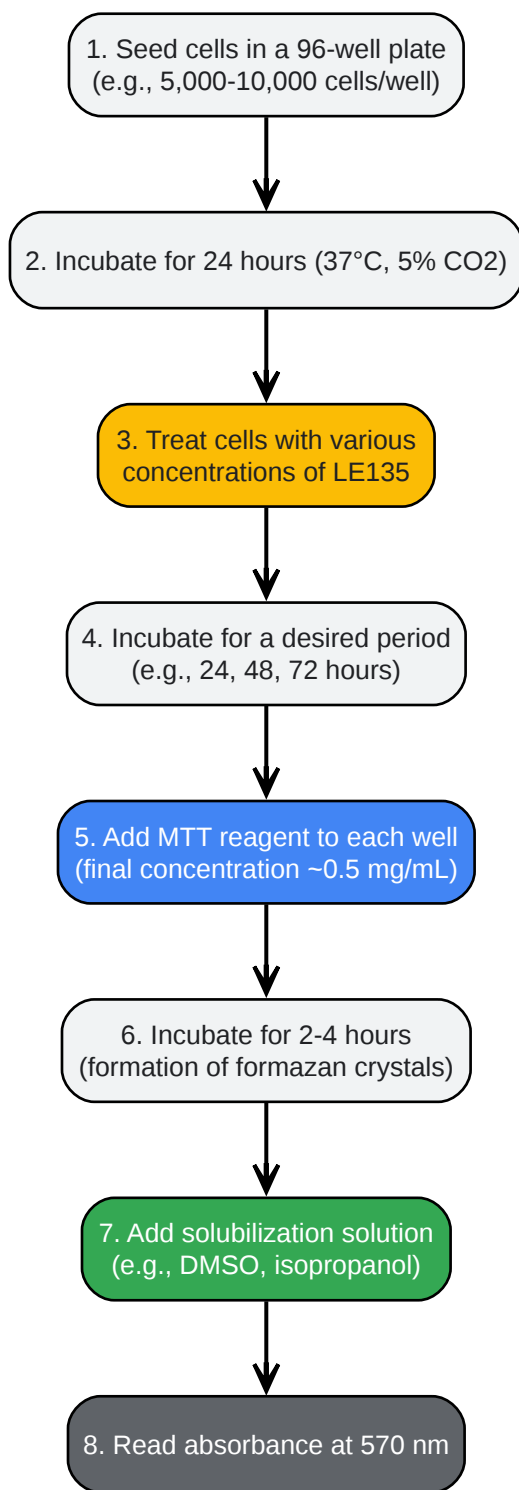 1. Seed cells in a 96-well plate
(e.g., 5,000-10,000 cells/well)
2. Incubate for 24 hours (37°C, 5% CO2)
3. Treat cells with various
concentrations of LE135
4. Incubate for a desired period
(e.g., 24, 48, 72 hours)
5. Add MTT reagent to each well
(final concentration ~0.5 mg/mL)
6. Incubate for 2-4 hours
(formation of formazan crystals)
7. Add solubilization solution
(e.g., DMSO, isopropanol)
8. Read absorbance at 570 nm